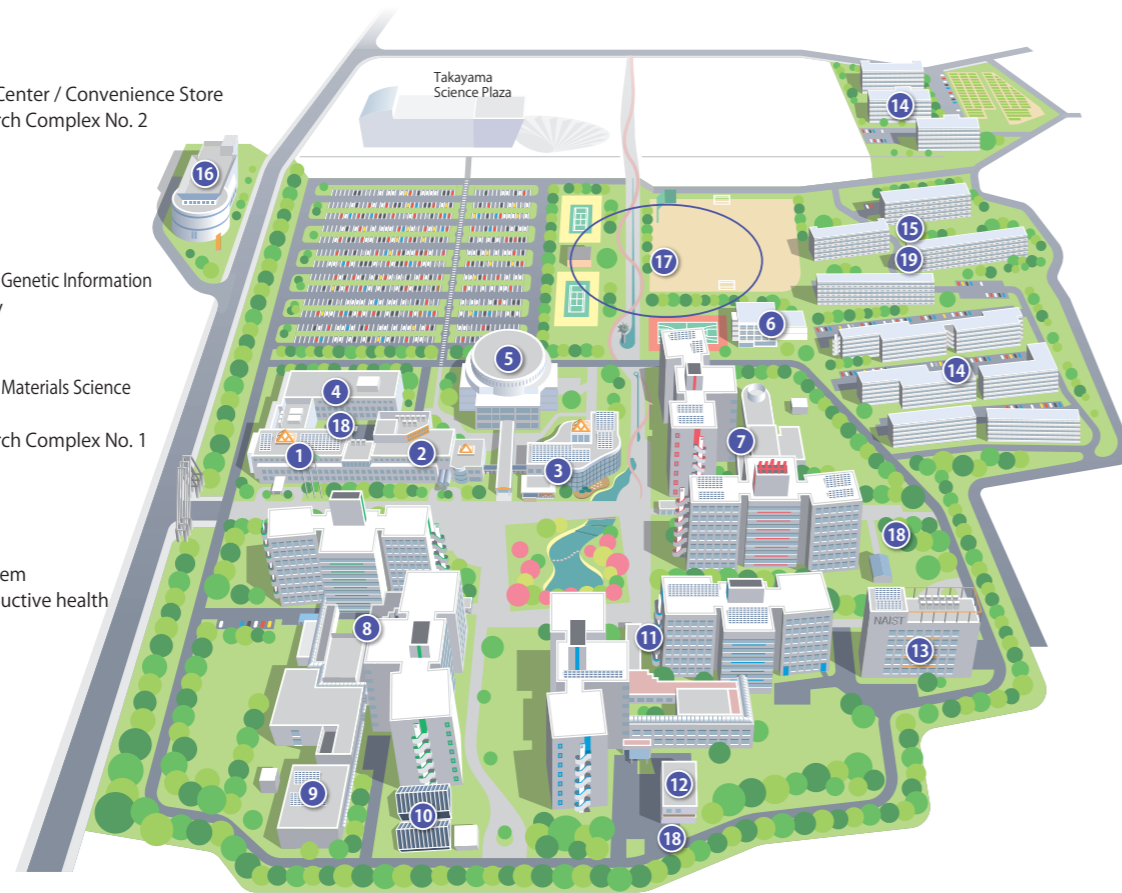 Center / Convenience Store
rch Complex No. 2
Genetic Information
y
Materials Science
rch Complex No. 1
em
uctive health
Takayama
Science Plaza
14
16
15
17
19
6
5
14
4
18
7
1
2
3
18
NAIST
8
11
13
12
9
10
18